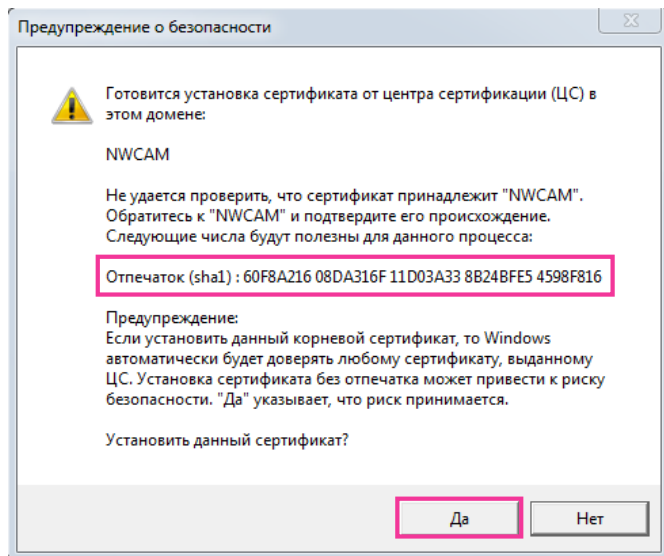 Предупреждение о безопасности
Готовится установка сертификата от центра сертификации (ЦС) в
этом домене:
NWCAM
Не удается проверить, что сертификат принадлежит "NWCAM".
Обратитесь к "NWCAM" и подтвердите его происхождение.
Следующие числа будут полезны для данного процесса:
Отпечаток (sha1) : 60F8A216 08DA316F 11D03A33 8B24BFE5 4598F816
Предупреждение:
Если установить данный корневой сертификат, то Windows
автоматически будет доверять любому сертификату, выданному
ЦС. Установка сертификата без отпечатка может привести к риску
безопасности. "Да" указывает, что риск принимается.
Установить данный сертификат?
Да
Нет